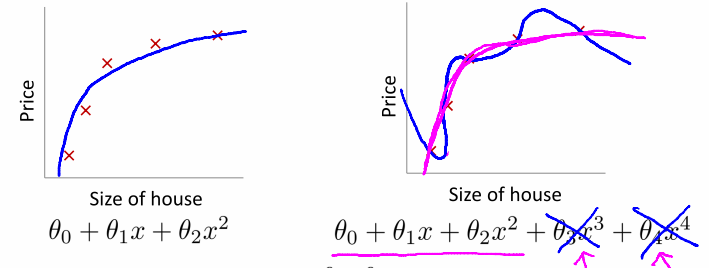 Price
Size of house
θ₀ + θ₁x + θ₂x²
Price
Size of house
θ₀ + θ₁x + θ₂x² + θ₃x³ + θ₄x⁴